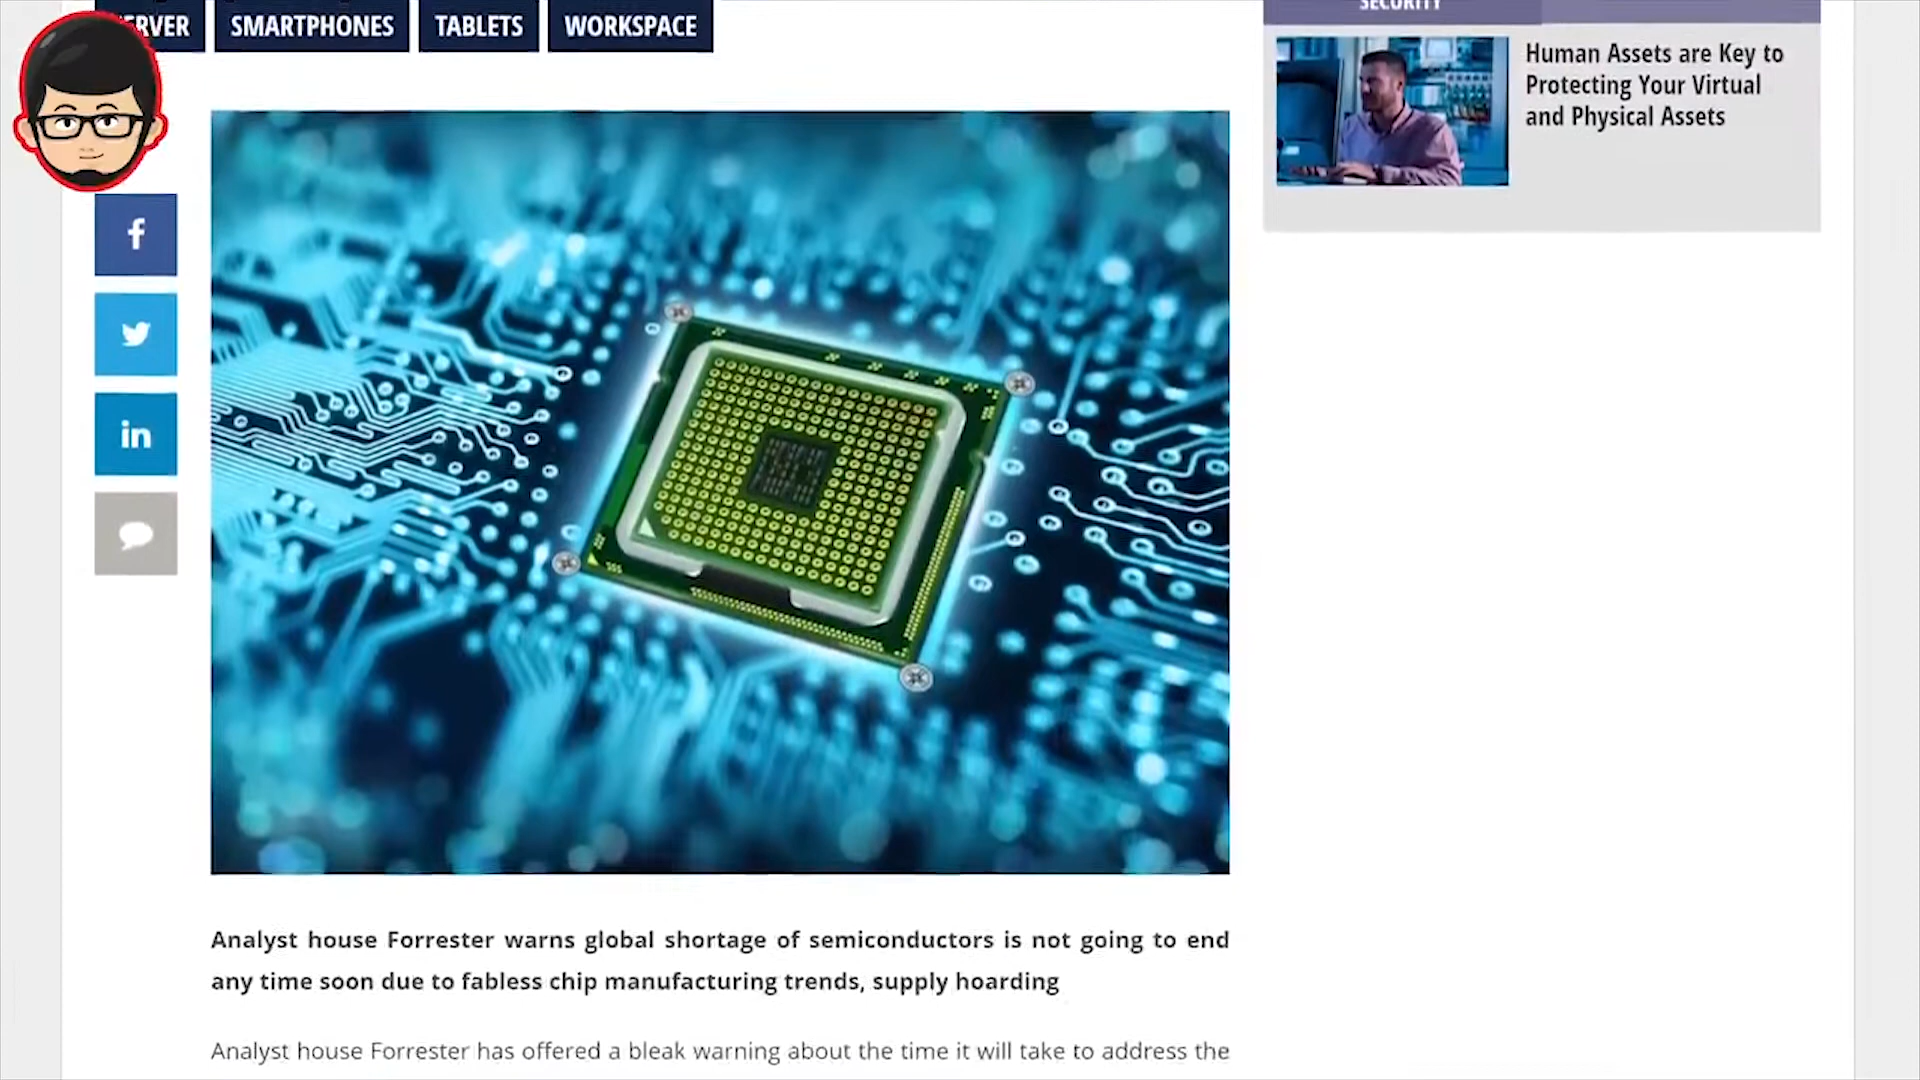 SMARTPHONES
TABLETS
WORKSPACE
SECURITY
Human Assets are Key to
Protecting Your Virtual
and Physical Assets
f
in
Analyst house Forrester warns global shortage of semiconductors is not going to end
any time soon due to fabless chip manufacturing trends, supply hoarding
Analyst house Forrester has offered a bleak warning about the time it will take to address the